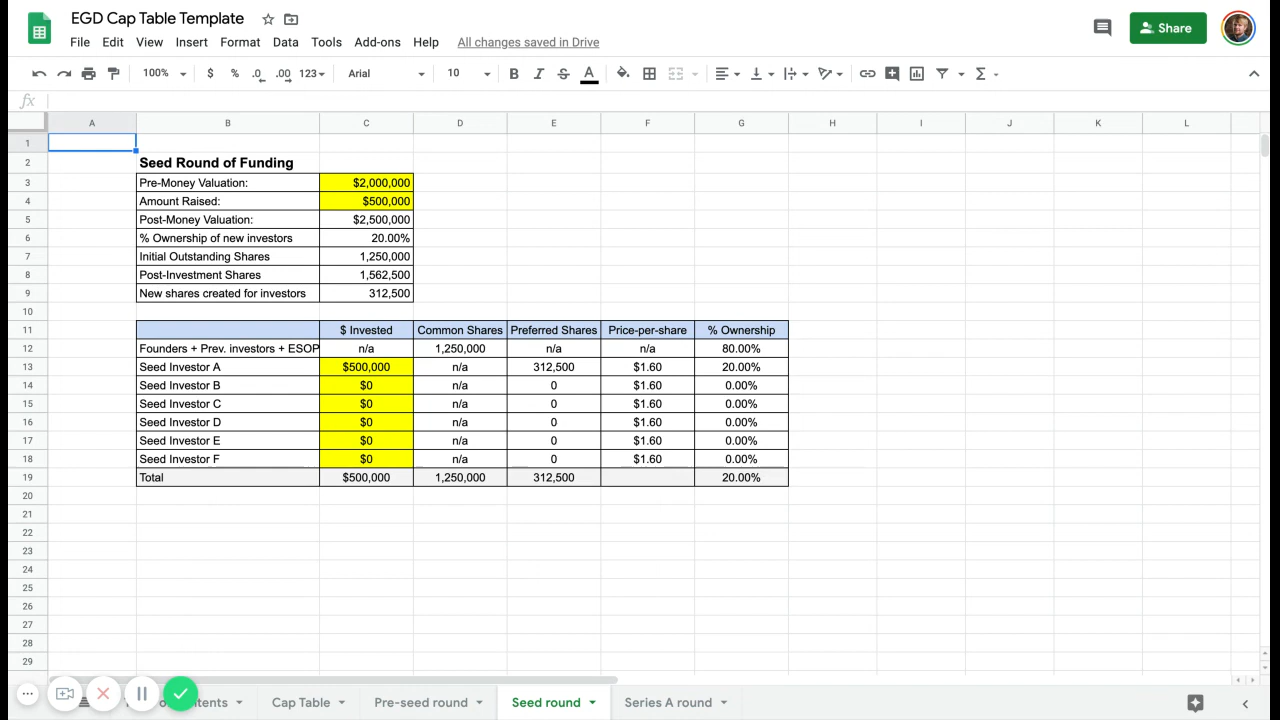 EGD Cap Table Template
File Edit View Insert Format Data Tools Add-ons Help All changes saved in Drive
Share
100% $ % .0 .00 123 Arial 10 B I S A
fx
A B C D E F G H I J K L
1
2 Seed Round of Funding
3 Pre-Money Valuation: $2,000,000
4 Amount Raised: $500,000
5 Post-Money Valuation: $2,500,000
6 % Ownership of new investors 20.00%
7 Initial Outstanding Shares 1,250,000
8 Post-Investment Shares 1,562,500
9 New shares created for investors 312,500
10
11 $ Invested Common Shares Preferred Shares Price-per-share % Ownership
12 Founders + Prev. investors + ESOP n/a 1,250,000 n/a n/a 80.00%
13 Seed Investor A $500,000 n/a 312,500 $1.60 20.00%
14 Seed Investor B $0 n/a 0 $1.60 0.00%
15 Seed Investor C $0 n/a 0 $1.60 0.00%
16 Seed Investor D $0 n/a 0 $1.60 0.00%
17 Seed Investor E $0 n/a 0 $1.60 0.00%
18 Seed Investor F $0 n/a 0 $1.60 0.00%
19 Total $500,000 1,250,000 312,500 20.00%
20
21
22
23
24
25
26
27
28
29
Cap Table Pre-seed round Seed round Series A round